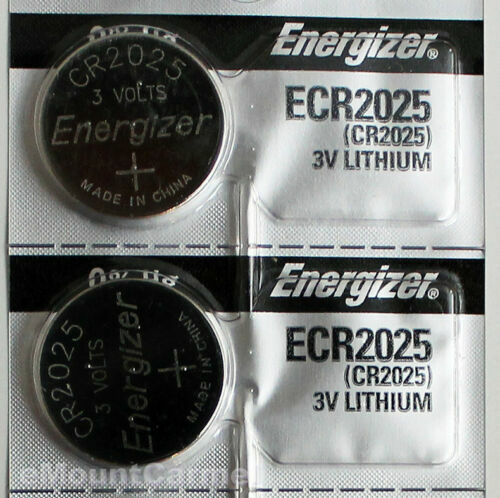 CR2025
3 VOLTS
Energizer
MADE IN CHINA
Energizer®
ECR2025
(CR2025)
3V LITHIUM
CR2025
3 VOLTS
Energizer
MADE IN CHINA
Energizer®
ECR2025
(CR2025)
3V LITHIUM